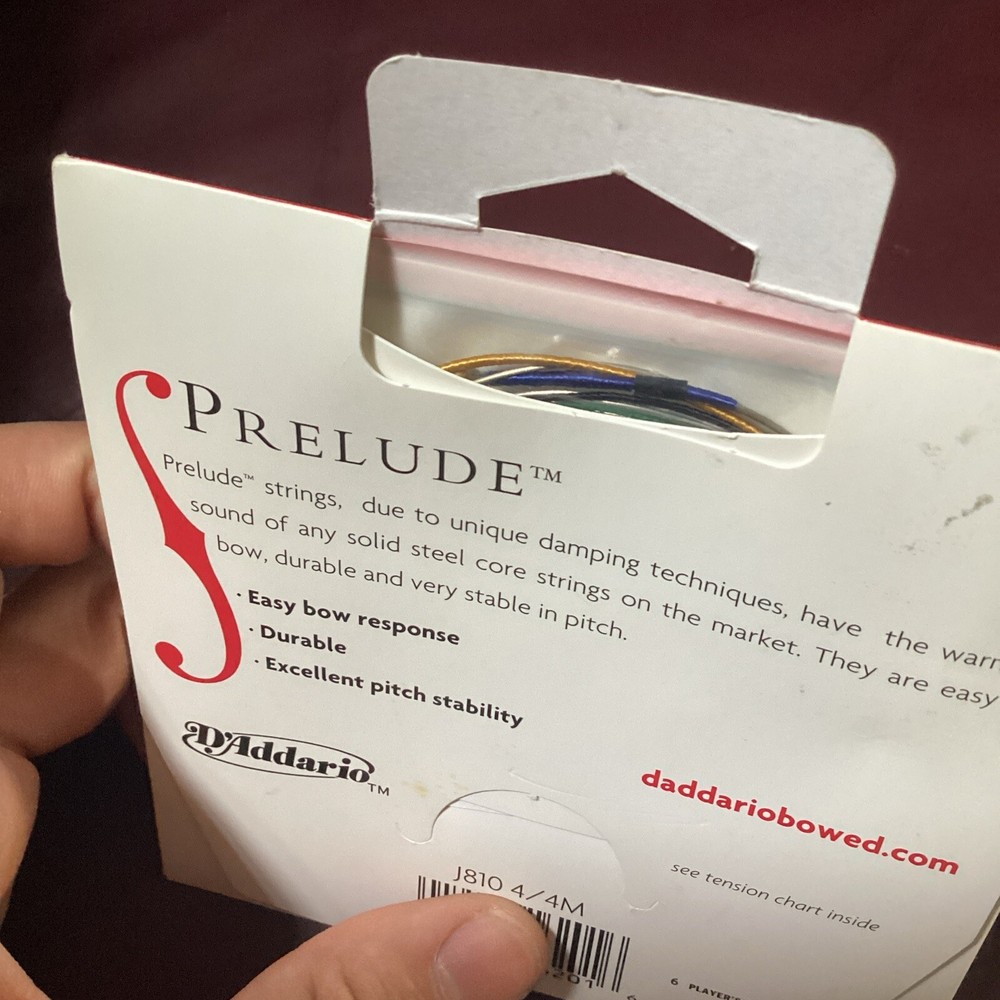 PRELUDE™
Prelude™ strings, due to unique damping techniques, have the
sound of any solid steel core strings on the market. They are easy
bow, durable and very stable in pitch.
· Easy bow response
· Durable
· Excellent pitch stability
D'Addario™
daddariobowed.com
see tension chart inside
J810 4/4M
6 PLAYER'S